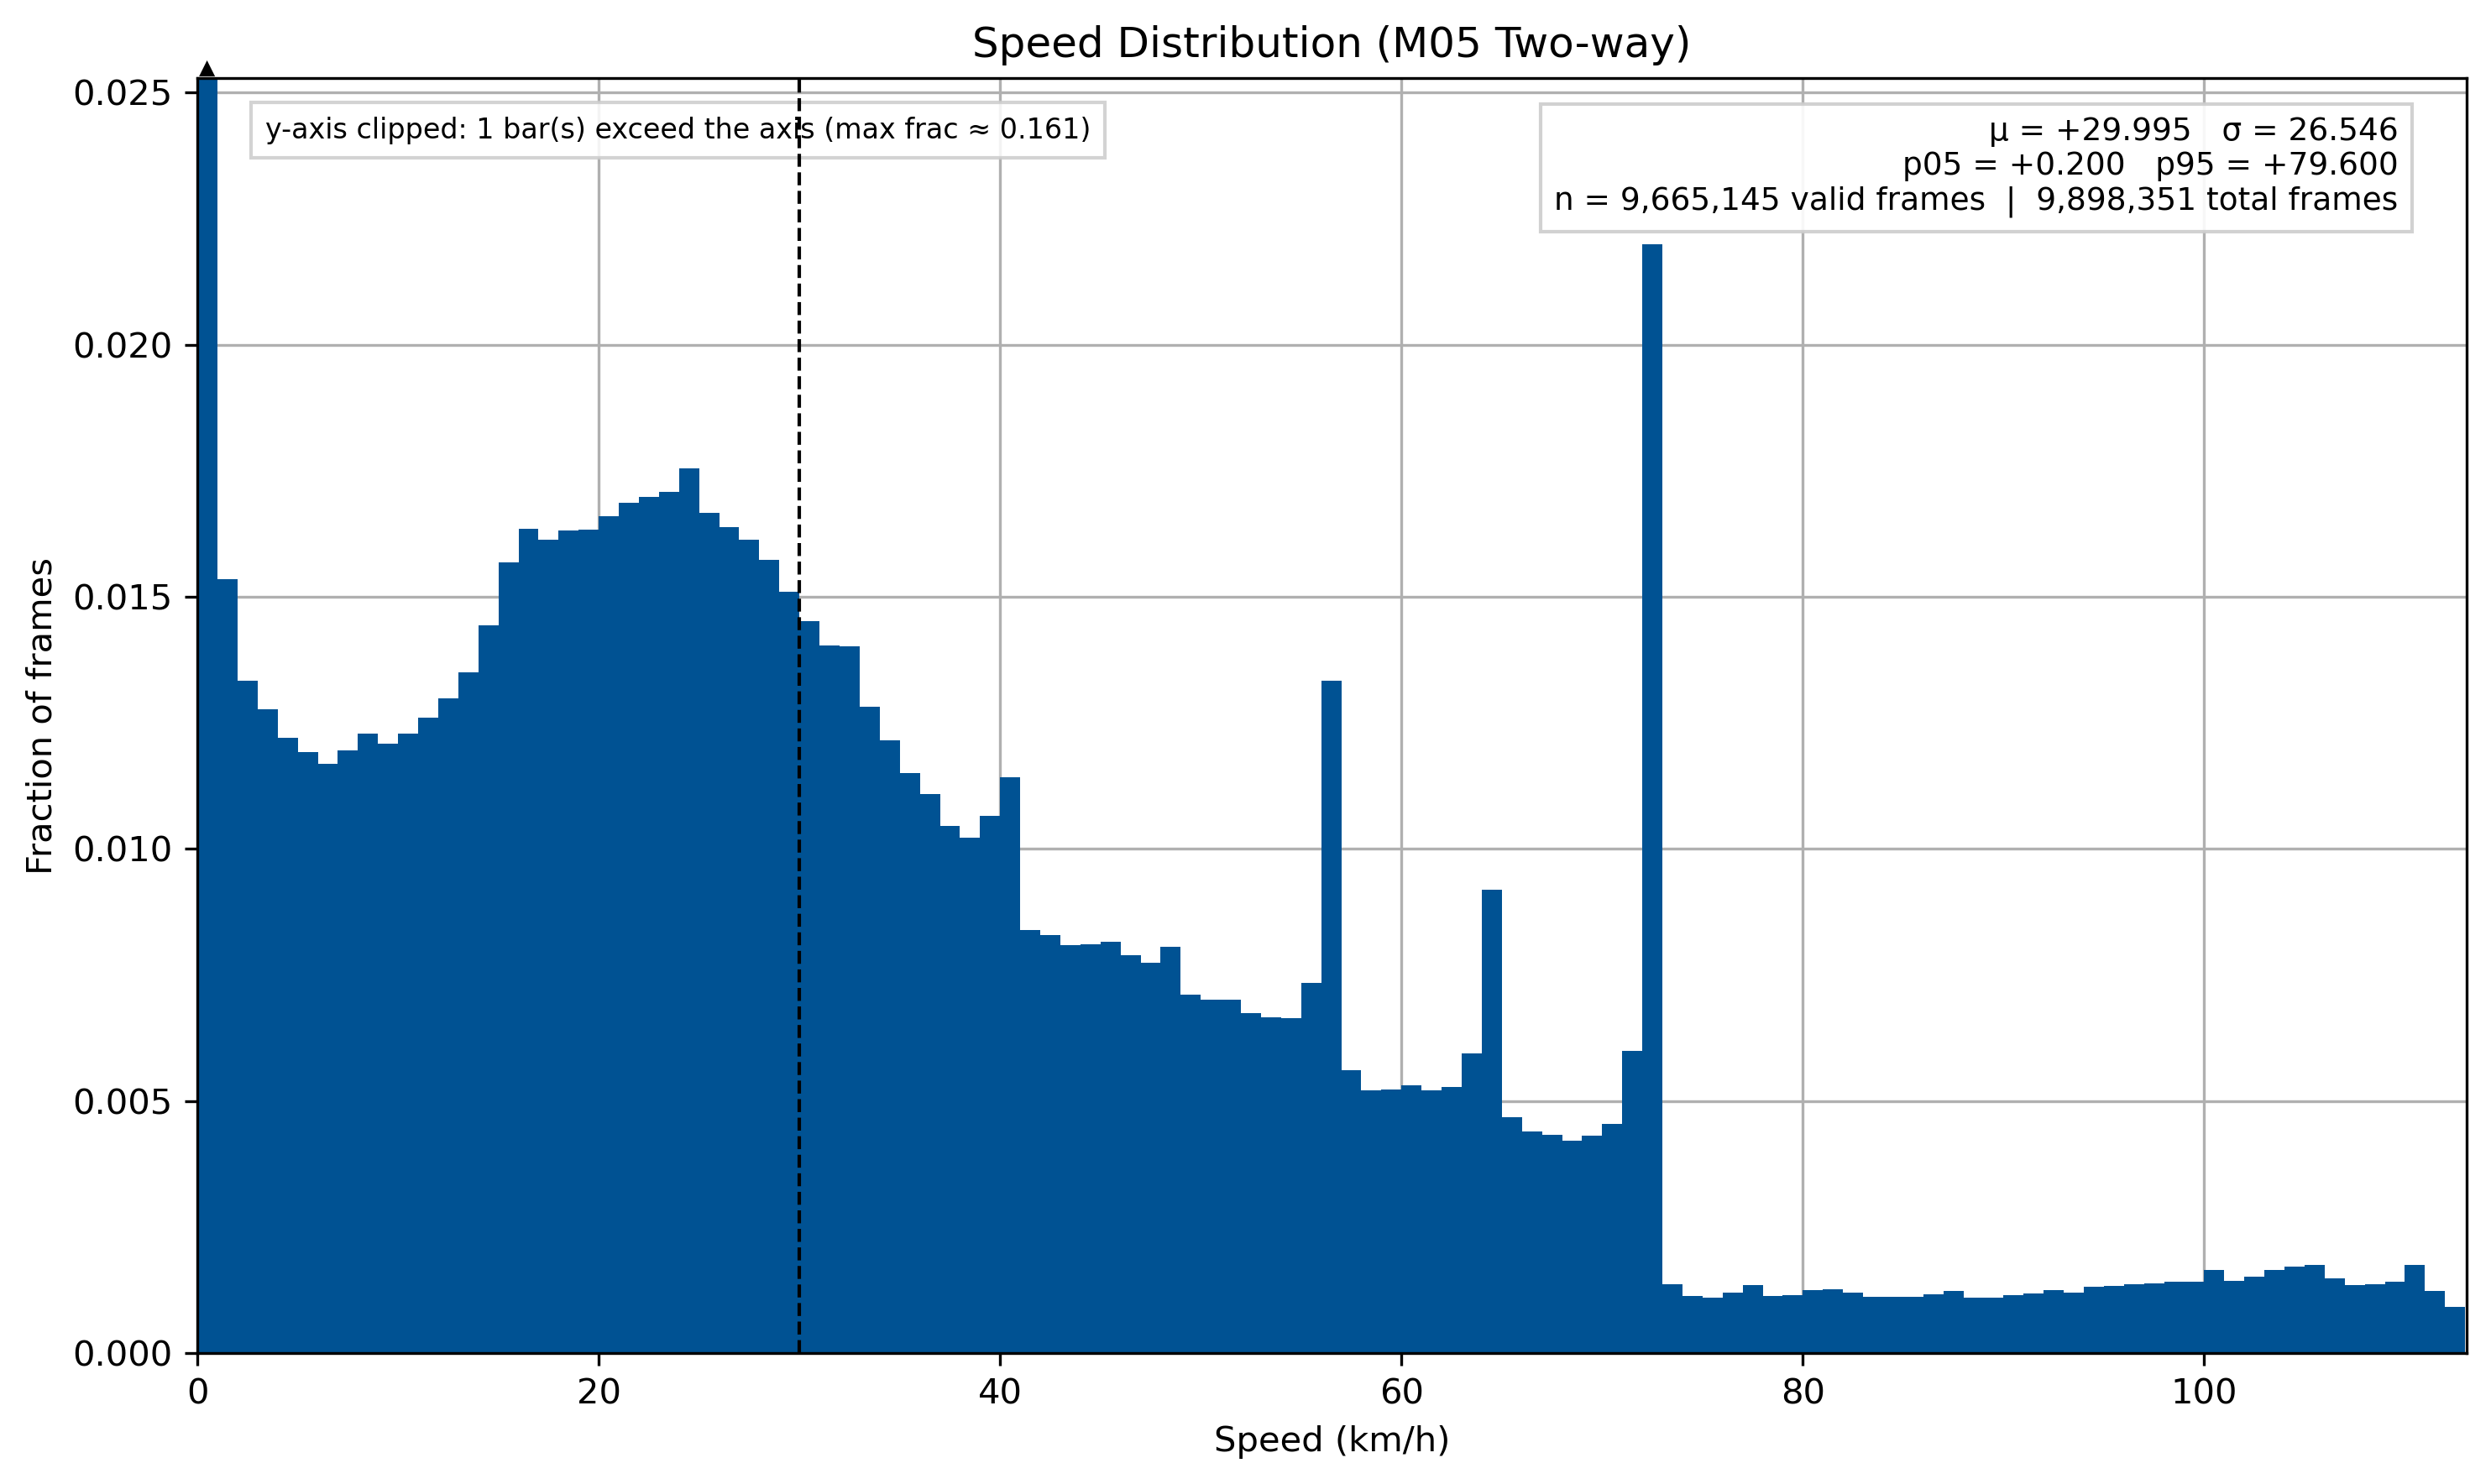 Speed Distribution (M05 Two-way)
y-axis clipped: 1 bar(s) exceed the axis (max frac ≈ 0.161)
μ = +29.995   σ = 26.546
p05 = +0.200   p95 = +79.600
n = 9,665,145 valid frames  |  9,898,351 total frames
Fraction of frames
0.025
0.020
0.015
0.010
0.005
0.000
0 20 40 60 80 100
Speed (km/h)